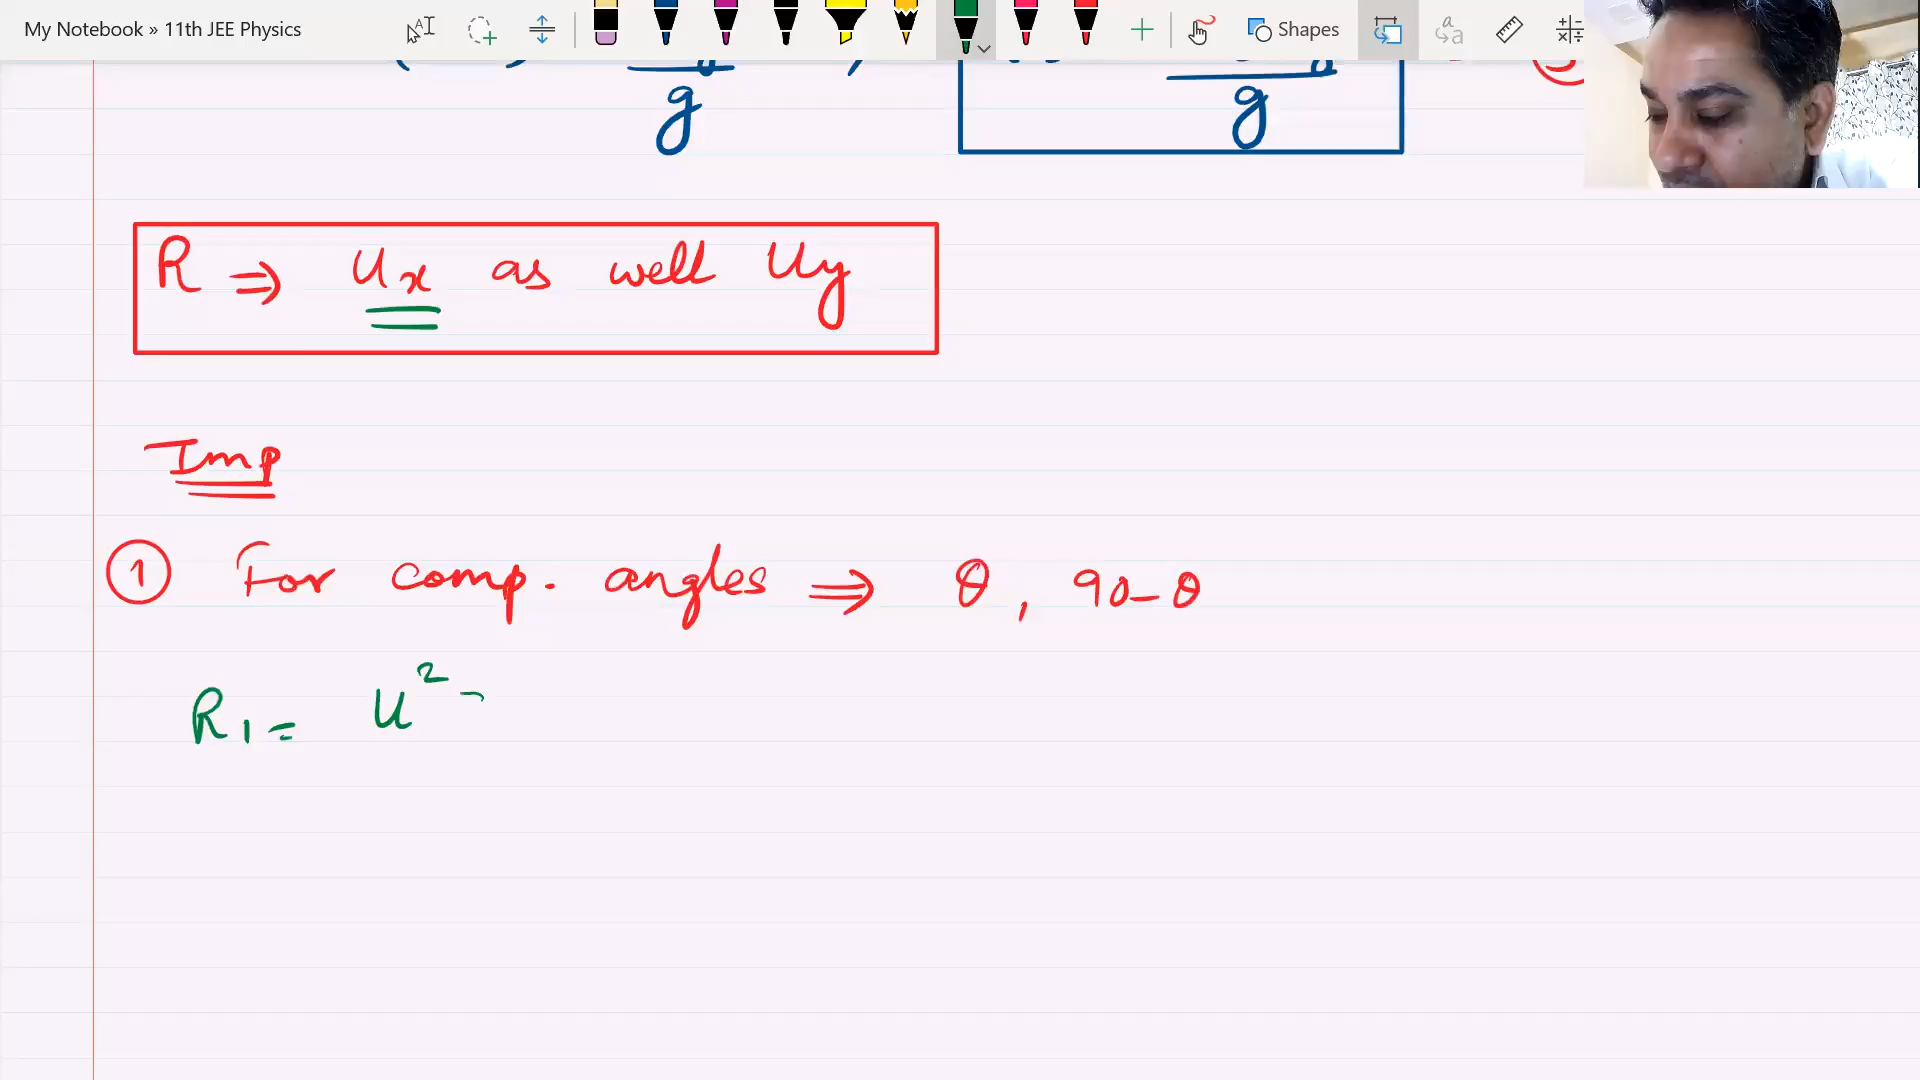 My Notebook » 11th JEE Physics
Shapes
g g
R ⇒ Ux as well Uy
Imp
① For comp. angles ⇒ θ, 90-θ
R1 = U²